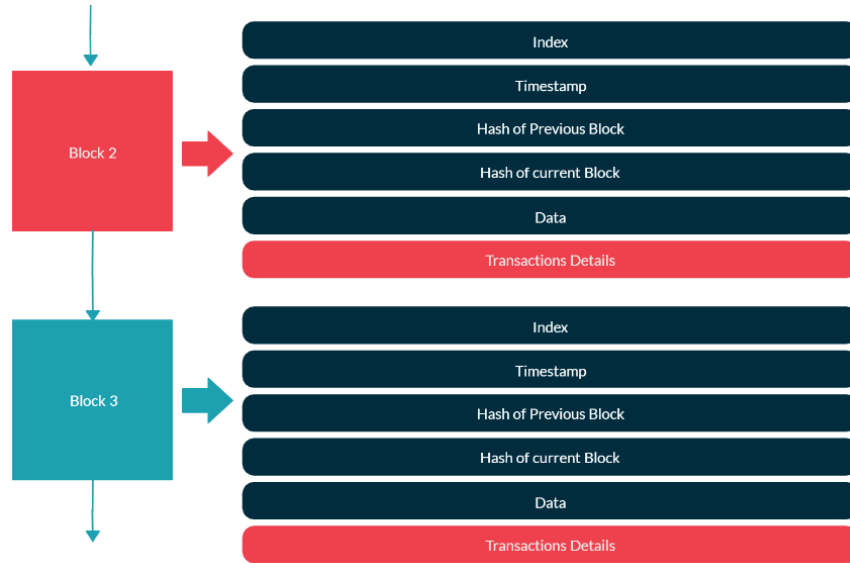 Block 2
Index
Timestamp
Hash of Previous Block
Hash of current Block
Data
Transactions Details
Block 3
Index
Timestamp
Hash of Previous Block
Hash of current Block
Data
Transactions Details